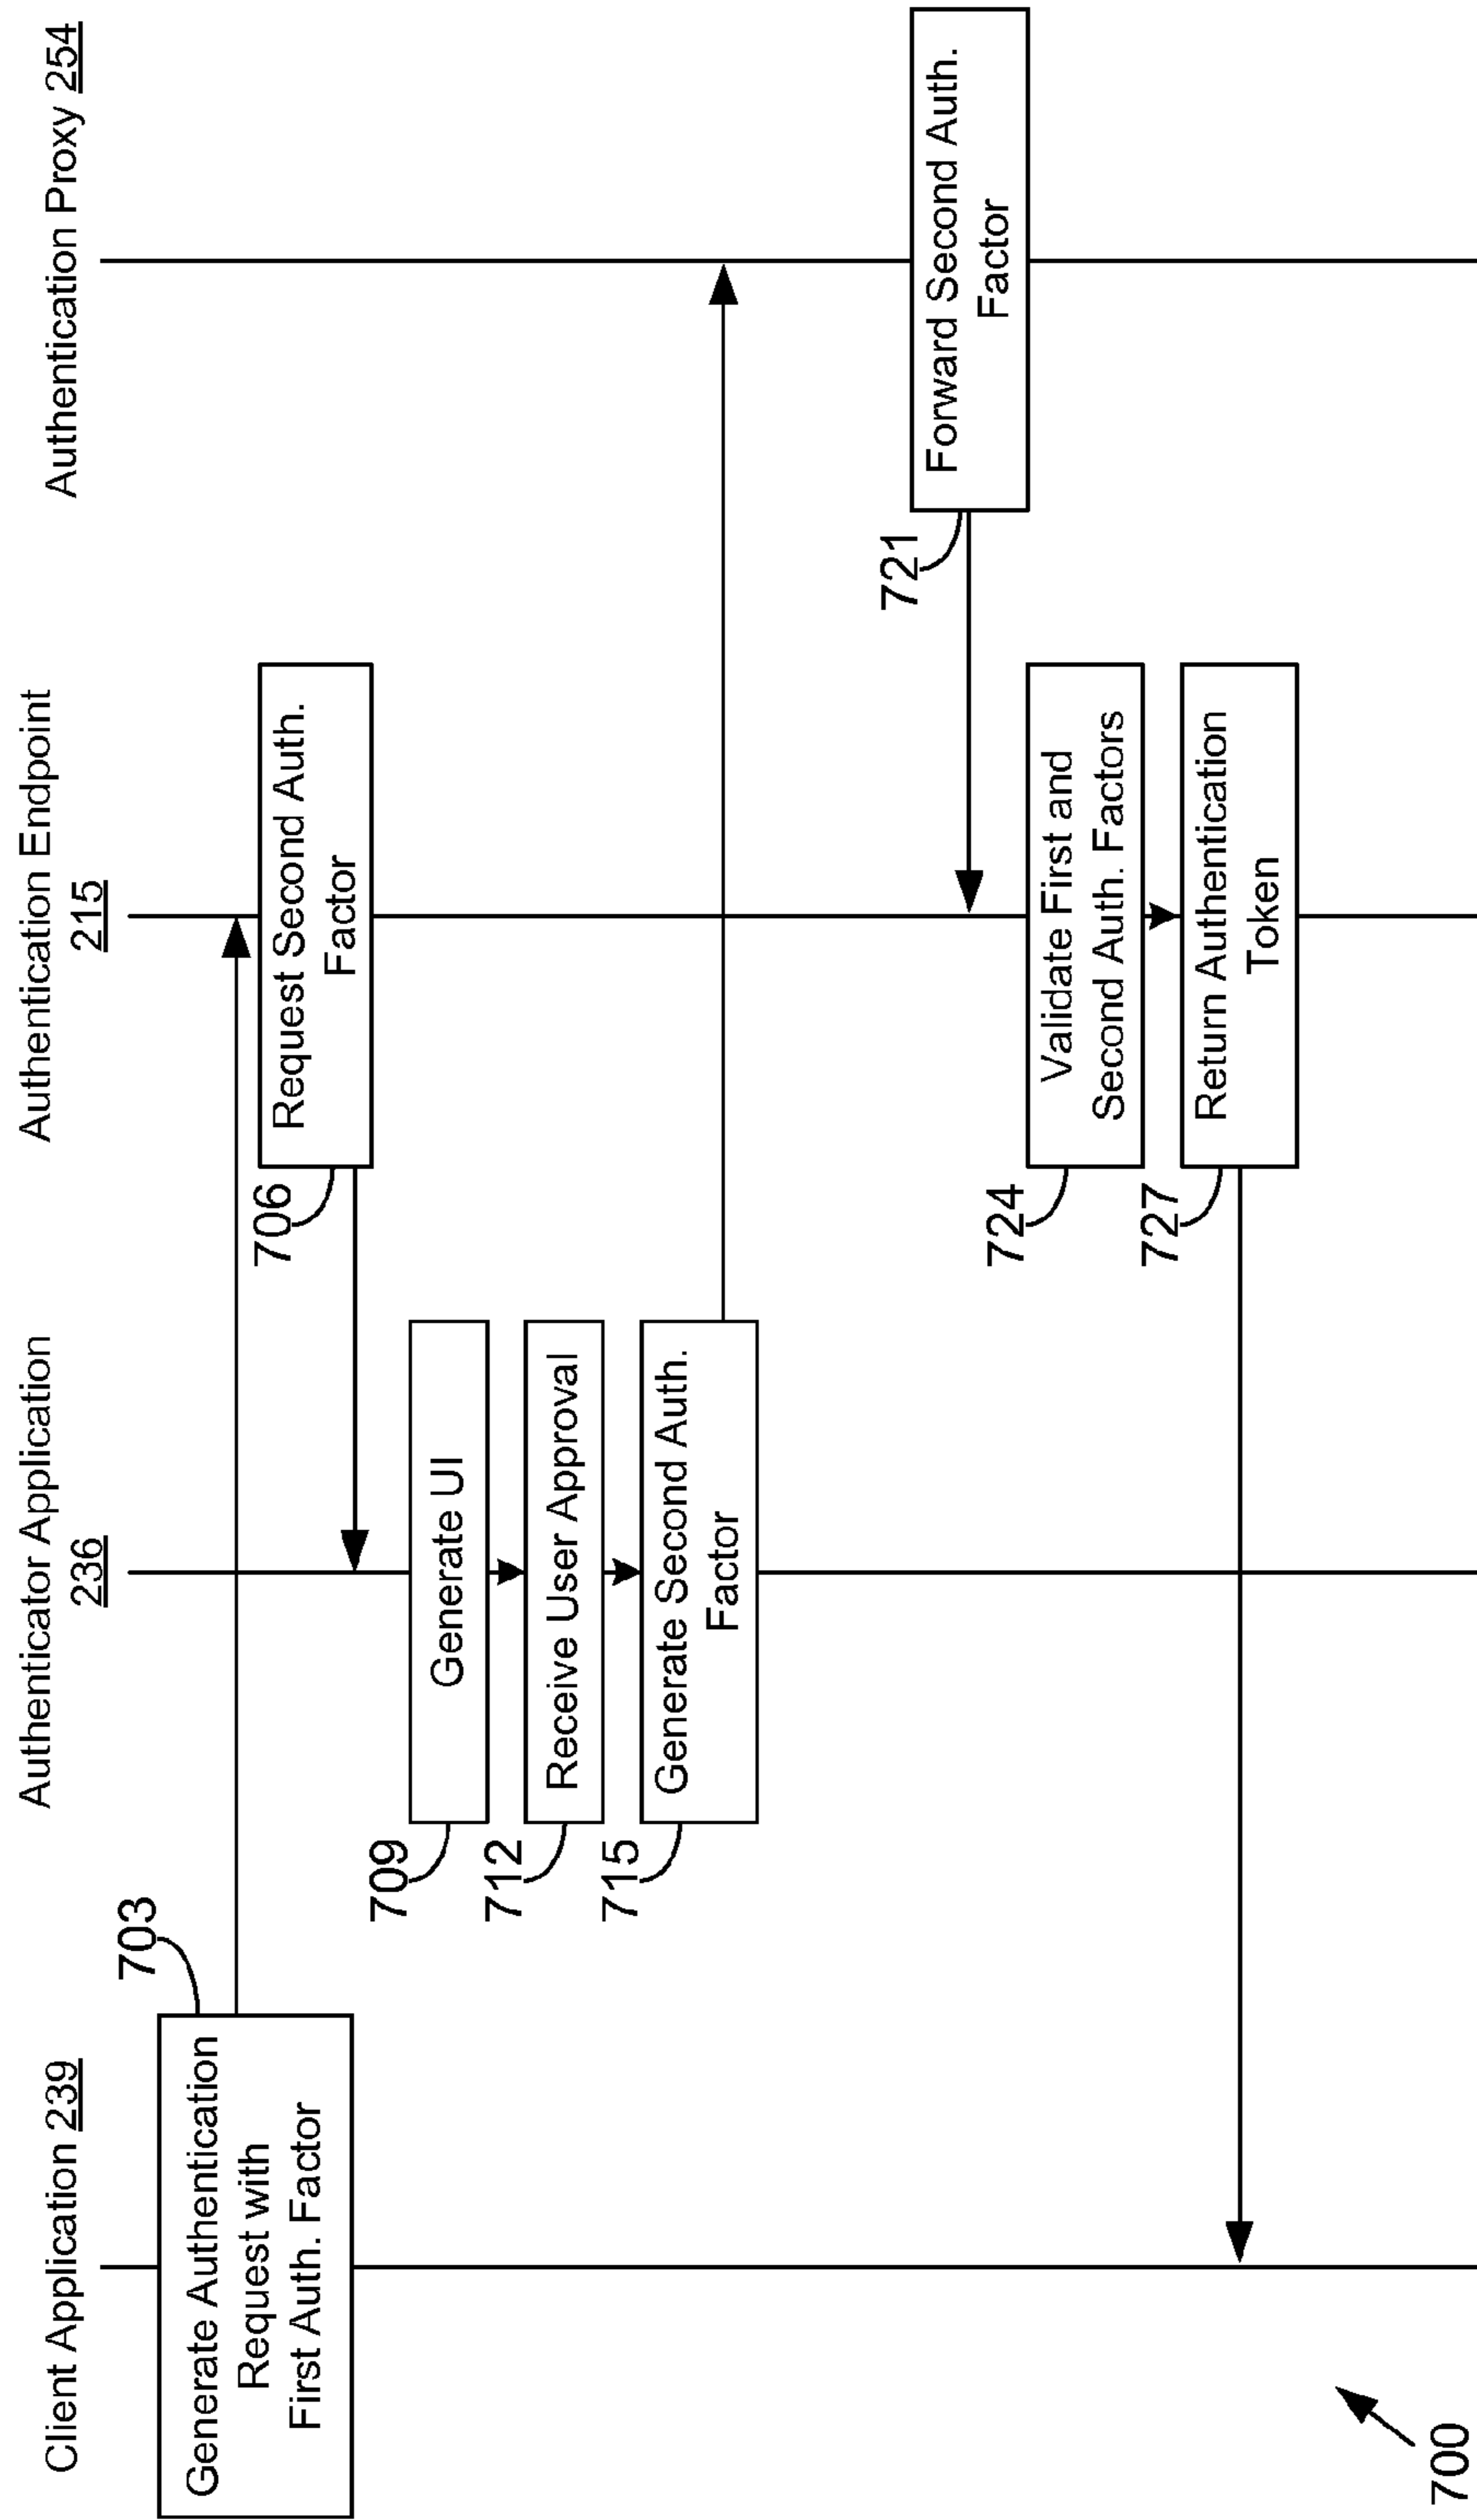 Client Application 239
Authenticator Application
236
Authentication Endpoint
215
Authentication Proxy 254
703
Generate Authentication
Request with
First Auth. Factor
706
Request Second Auth.
Factor
709
Generate UI
712
Receive User Approval
715
Generate Second Auth.
Factor
721
Forward Second Auth.
Factor
724
Validate First and
Second Auth. Factors
727
Return Authentication
Token
700